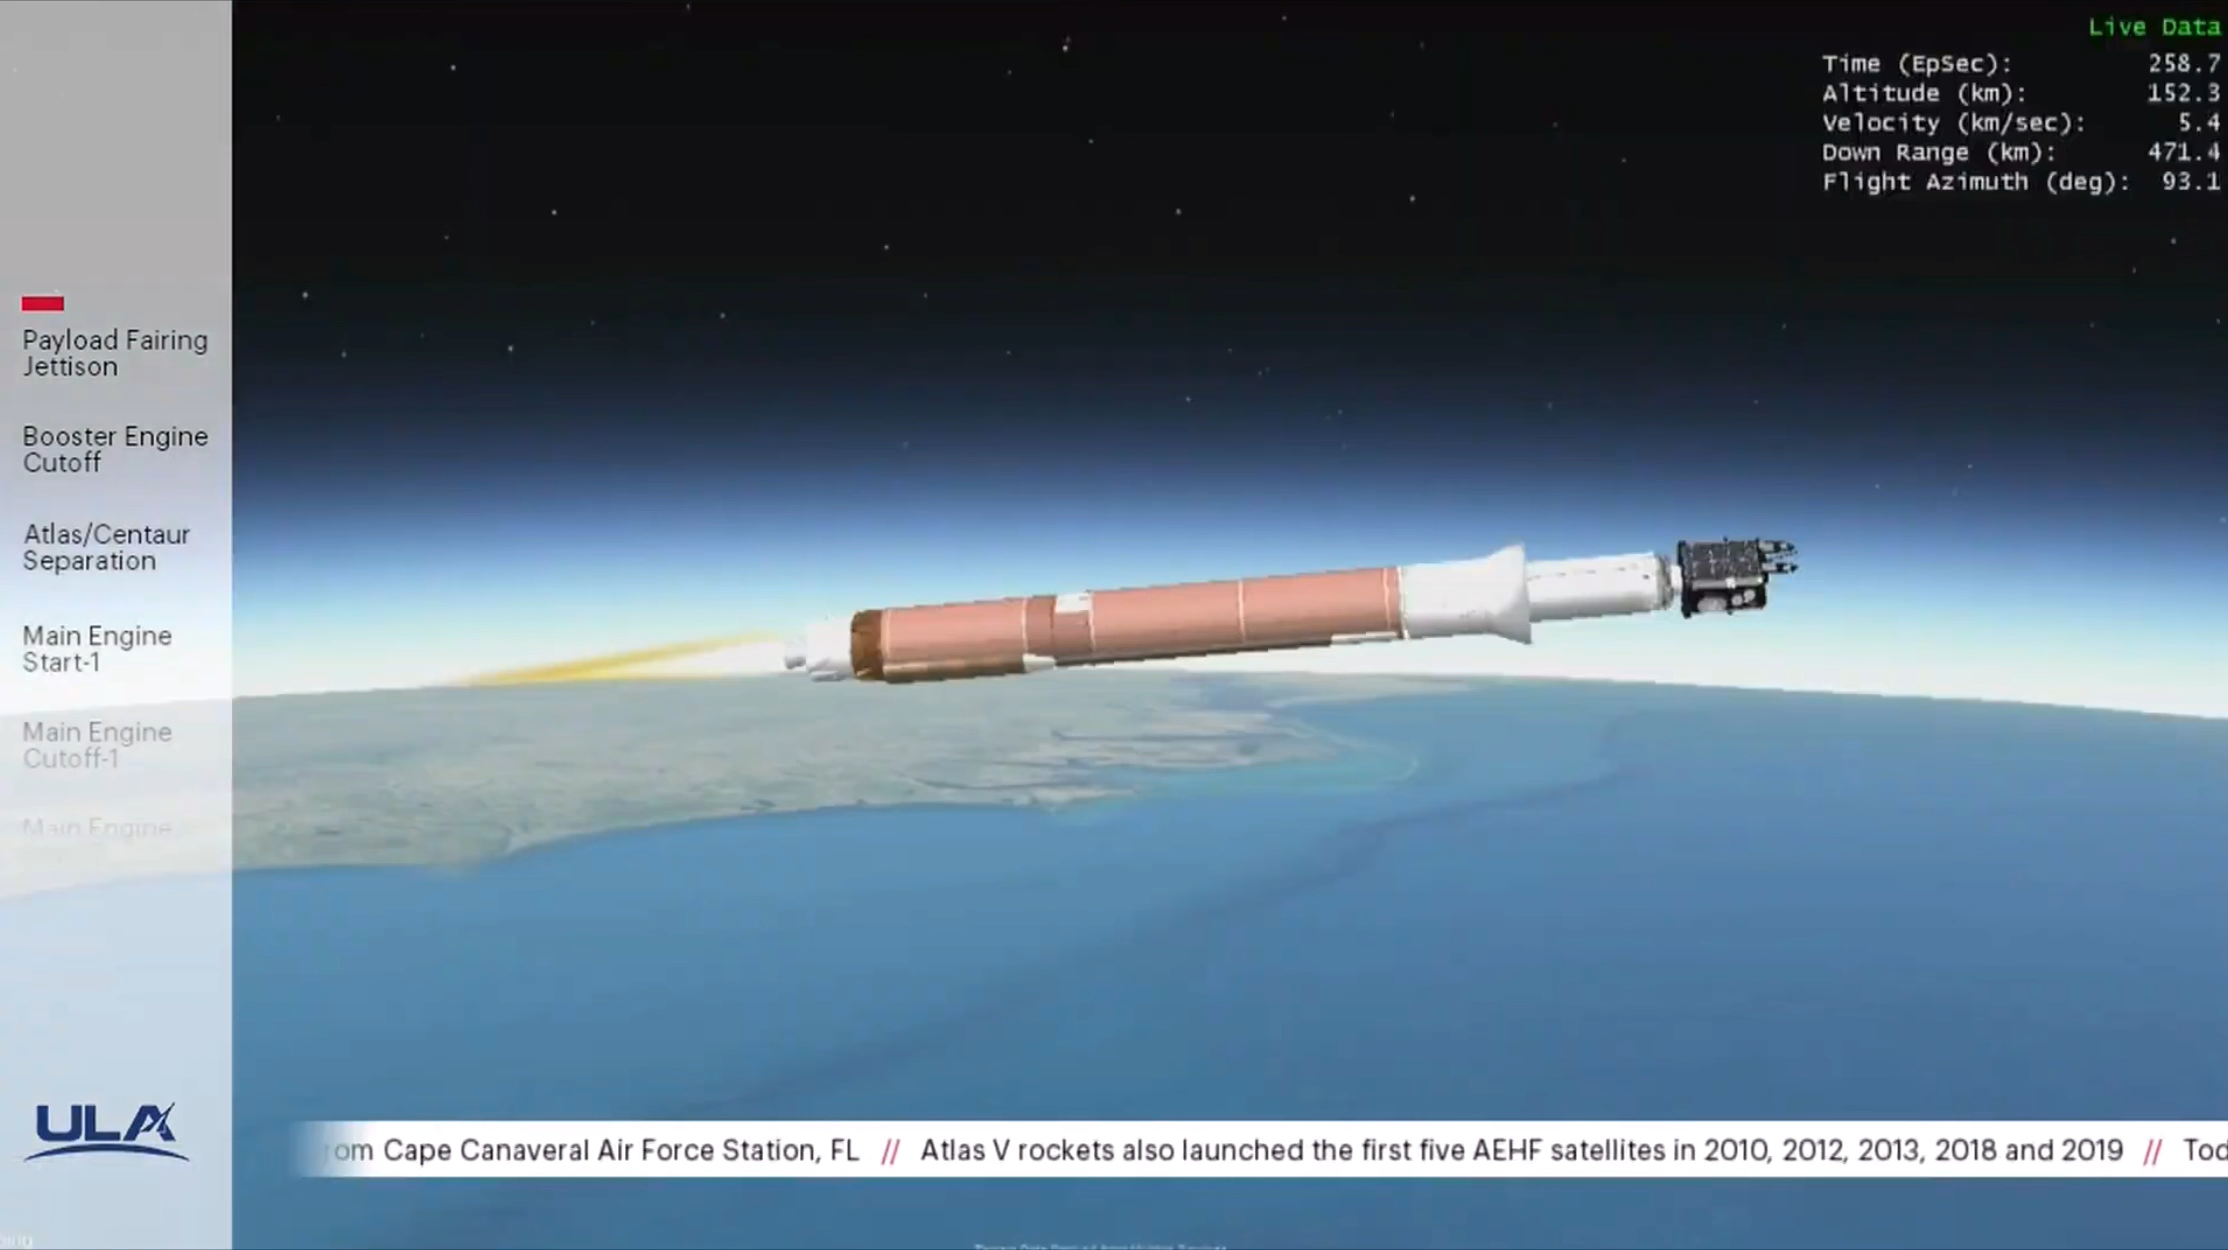 Live Data
Time (EpSec): 258.7
Altitude (km): 152.3
Velocity (km/sec): 5.4
Down Range (km): 471.4
Flight Azimuth (deg): 93.1
Payload Fairing
Jettison
Booster Engine
Cutoff
Atlas/Centaur
Separation
Main Engine
Start-1
Main Engine
Cutoff-1
Main Engine
ULA
om Cape Canaveral Air Force Station, FL // Atlas V rockets also launched the first five AEHF satellites in 2010, 2012, 2013, 2018 and 2019 // Tod